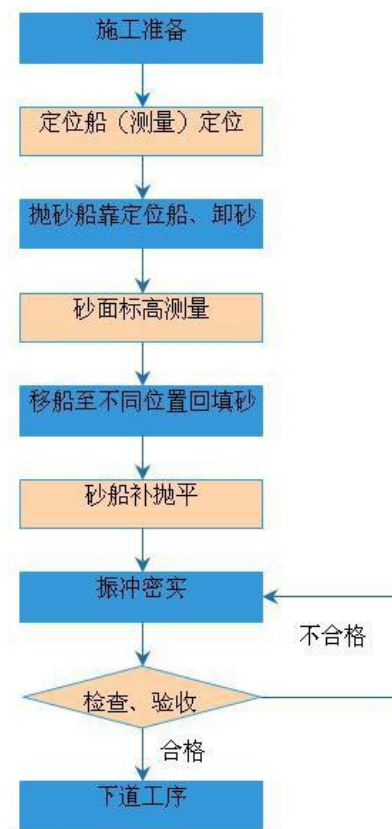 施工准备
定位船（测量）定位
抛砂船靠定位船、卸砂
砂面标高测量
移船至不同位置回填砂
砂船补抛平
振冲密实
不合格
检查、验收
合格
下道工序